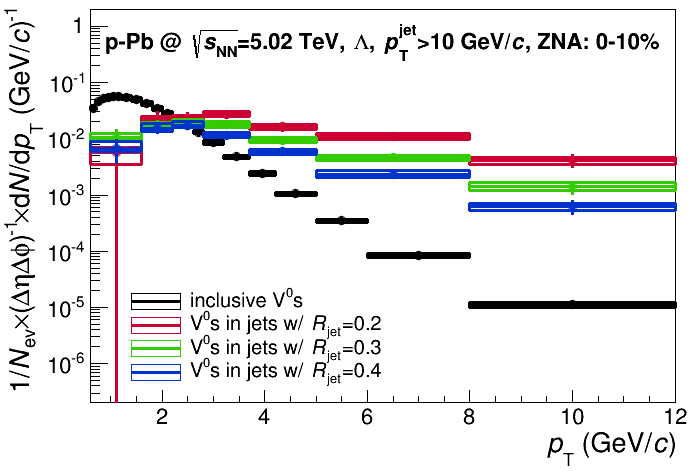 p-Pb @ √sNN=5.02 TeV, Λ, pTjet>10 GeV/c, ZNA: 0-10%
1/Nev×(ΔηΔϕ)-1×dN/dpT (GeV/c)-1
1
10-1
10-2
10-3
10-4
10-5
10-6
inclusive V0s
V0s in jets w/ Rjet=0.2
V0s in jets w/ Rjet=0.3
V0s in jets w/ Rjet=0.4
2 4 6 8 10 12
pT (GeV/c)